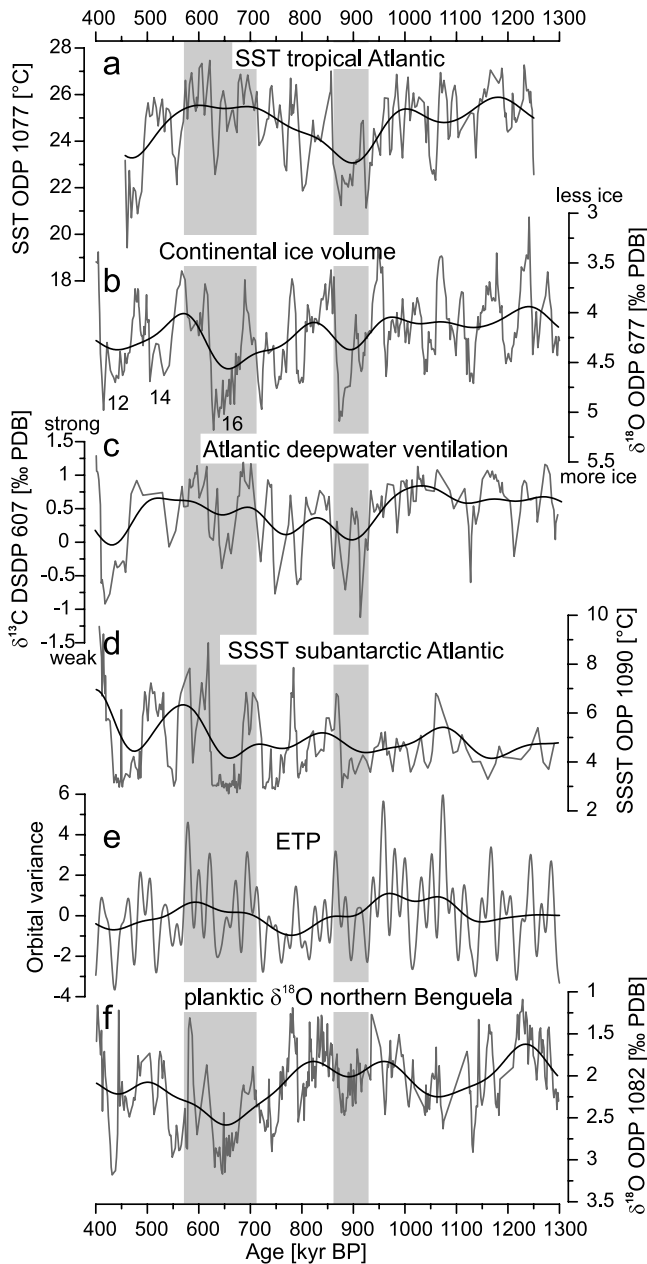 400 500 600 700 800 900 1000 1100 1200 1300
a
SST tropical Atlantic
SST ODP 1077 [°C]
28
26
24
22
20
18
less ice
b
Continental ice volume
δ18O ODP 677 [‰ PDB]
3
3.5
4
4.5
5
5.5
12
14
16
more ice
strong
c
Atlantic deepwater ventilation
δ13C DSDP 607 [‰ PDB]
1.5
1
0.5
0
-0.5
-1
-1.5
weak
d
SSST subantarctic Atlantic
SSST ODP 1090 [°C]
10
8
6
4
2
e
ETP
Orbital variance
6
4
2
0
-2
-4
f
planktic δ18O northern Benguela
δ18O ODP 1082 [‰ PDB]
1
1.5
2
2.5
3
3.5
400 500 600 700 800 900 1000 1100 1200 1300
Age [kyr BP]